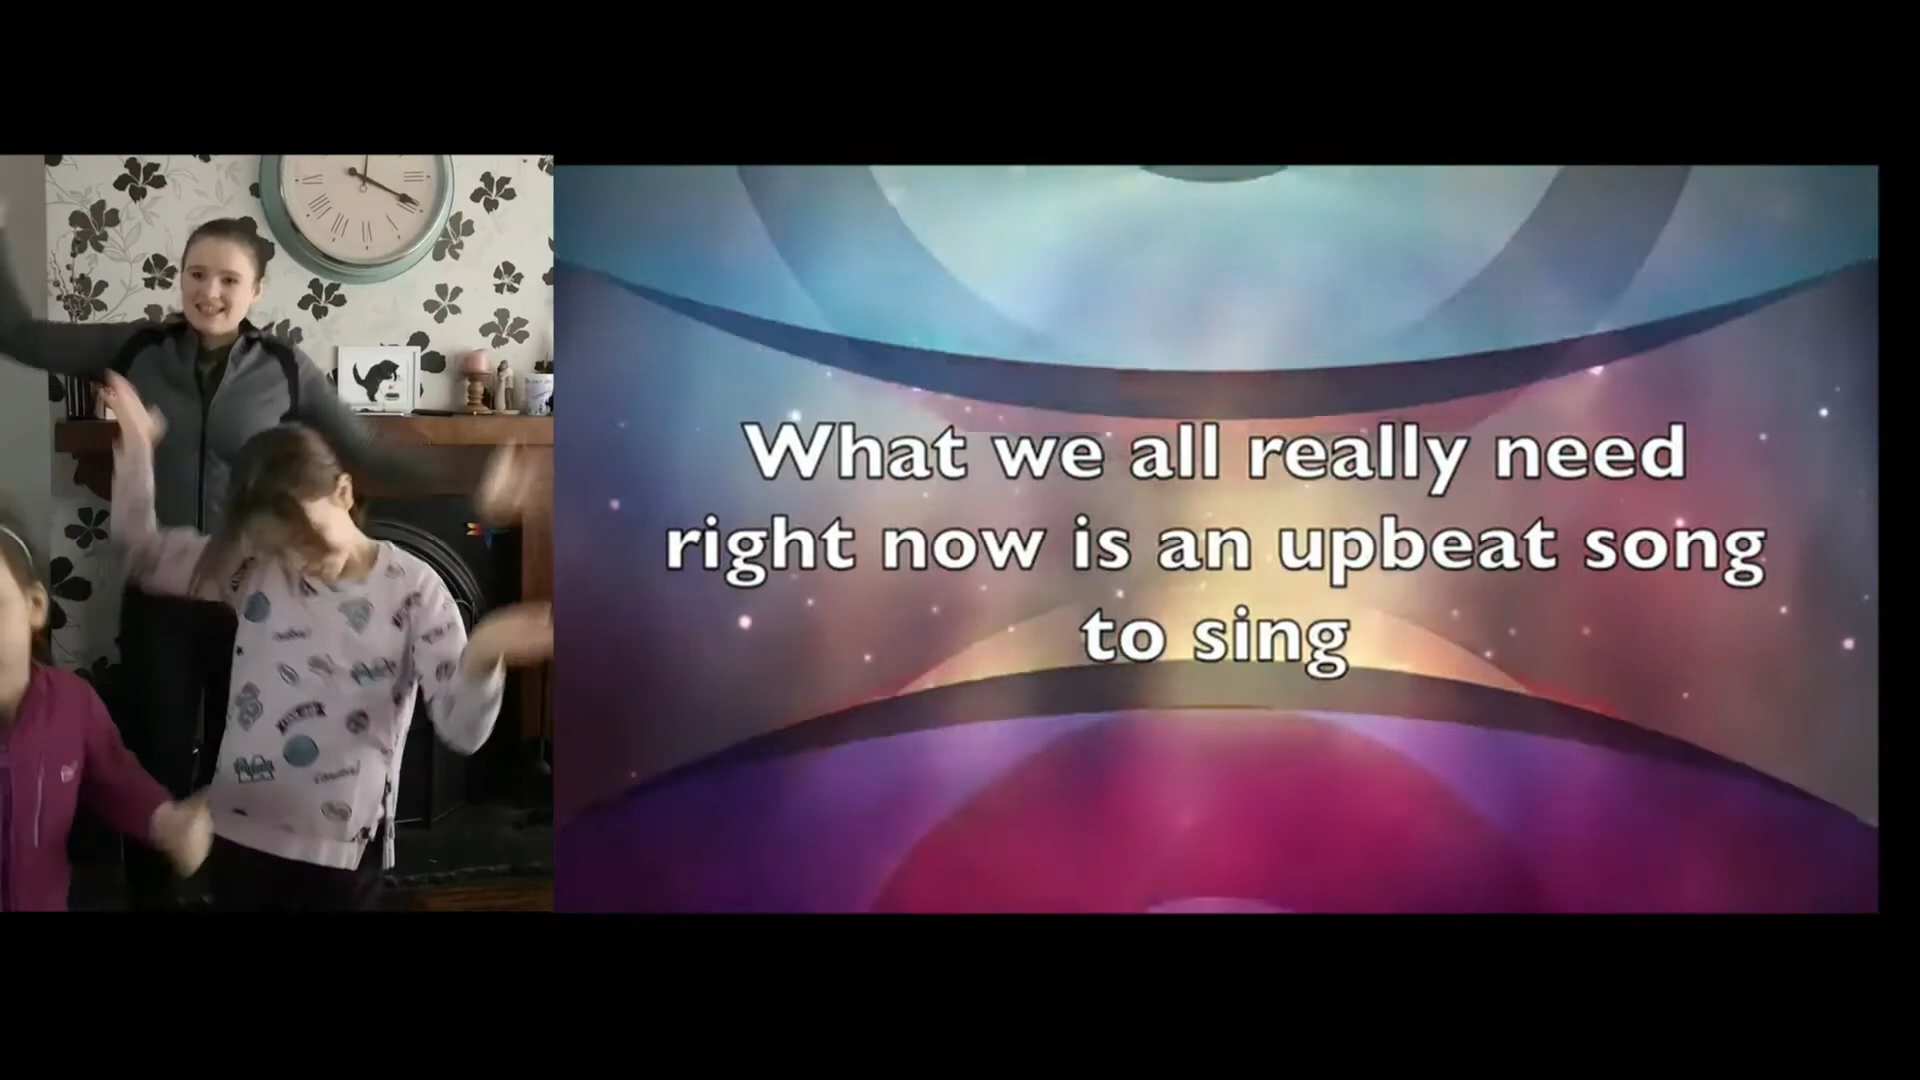 What we all really need
right now is an upbeat song
to sing